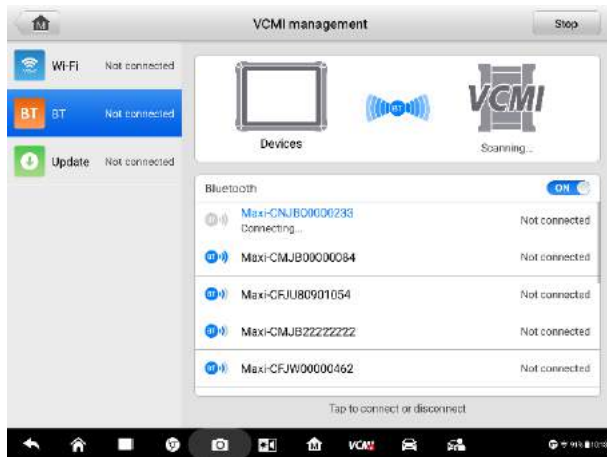 VCMI management
Stop
Wi-Fi Not connected
BT BT Not connected
Update Not connected
BT
VCMI
Devices
Scanning...
Bluetooth ON
Maxi-CNJB00000233 Not connected
Connecting...
Maxi-CMJB00000084 Not connected
Maxi-CFJU80901054 Not connected
Maxi-CMJB22222222 Not connected
Maxi-CFJW00000462 Not connected
Tap to connect or disconnect
VCMI 91%